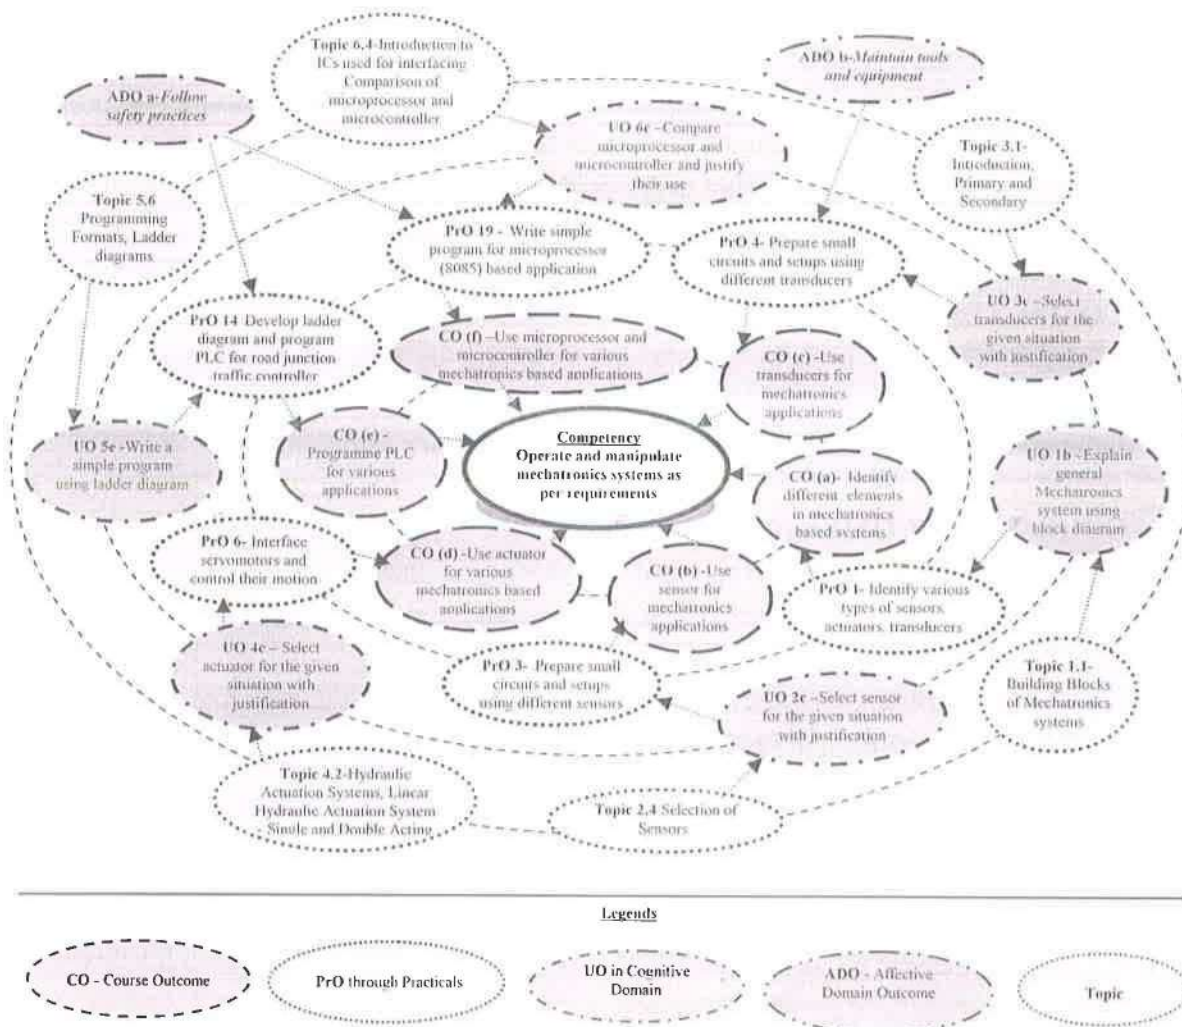 Topic 6.4-Introduction to
ICs used for interfacing
Comparison of
microprocessor and
microcontroller
ADO b-Maintain tools
and equipment
ADO a-Follow
safety practices
UO 6c –Compare
microprocessor and
microcontroller and justify
their use
Topic 3.1-
Introduction,
Primary and
Secondary
Topic 5.6
Programming
Formats, Ladder
diagrams
PrO 19 - Write simple
program for microprocessor
(8085) based application
PrO 4- Prepare small
circuits and setups using
different transducers
UO 3c –Select
transducers for the
given situation
with justification
PrO 14 Develop ladder
diagram and program
PLC for road junction
traffic controller
CO (f) –Use microprocessor and
microcontroller for various
mechatronics based applications
CO (c) -Use
transducers for
mechatronics
applications
UO 5e -Write a
simple program
using ladder diagram
CO (e) -
Programme PLC
for various
applications
Competency
Operate and manipulate
mechatronics systems as
per requirements
CO (a)- Identify
different elements
in mechatronics
based systems
UO 1b - Explain
general
Mechatronics
system using
block diagram
PrO 6- Interface
servomotors and
control their motion
CO (d) -Use actuator
for various
mechatronics based
applications
CO (b) -Use
sensor for
mechatronics
applications
PrO 1- Identify various
types of sensors,
actuators, transducers
UO 4c – Select
actuator for the given
situation with
justification
PrO 3- Prepare small
circuits and setups
using different sensors
UO 2c –Select sensor
for the given situation
with justification
Topic 1.1-
Building Blocks
of Mechatronics
systems
Topic 4.2-Hydraulic
Actuation Systems, Linear
Hydraulic Actuation System
- Single and Double Acting
Topic 2.4 Selection of
Sensors
Legends
CO - Course Outcome
PrO through Practicals
UO in Cognitive
Domain
ADO - Affective
Domain Outcome
Topic